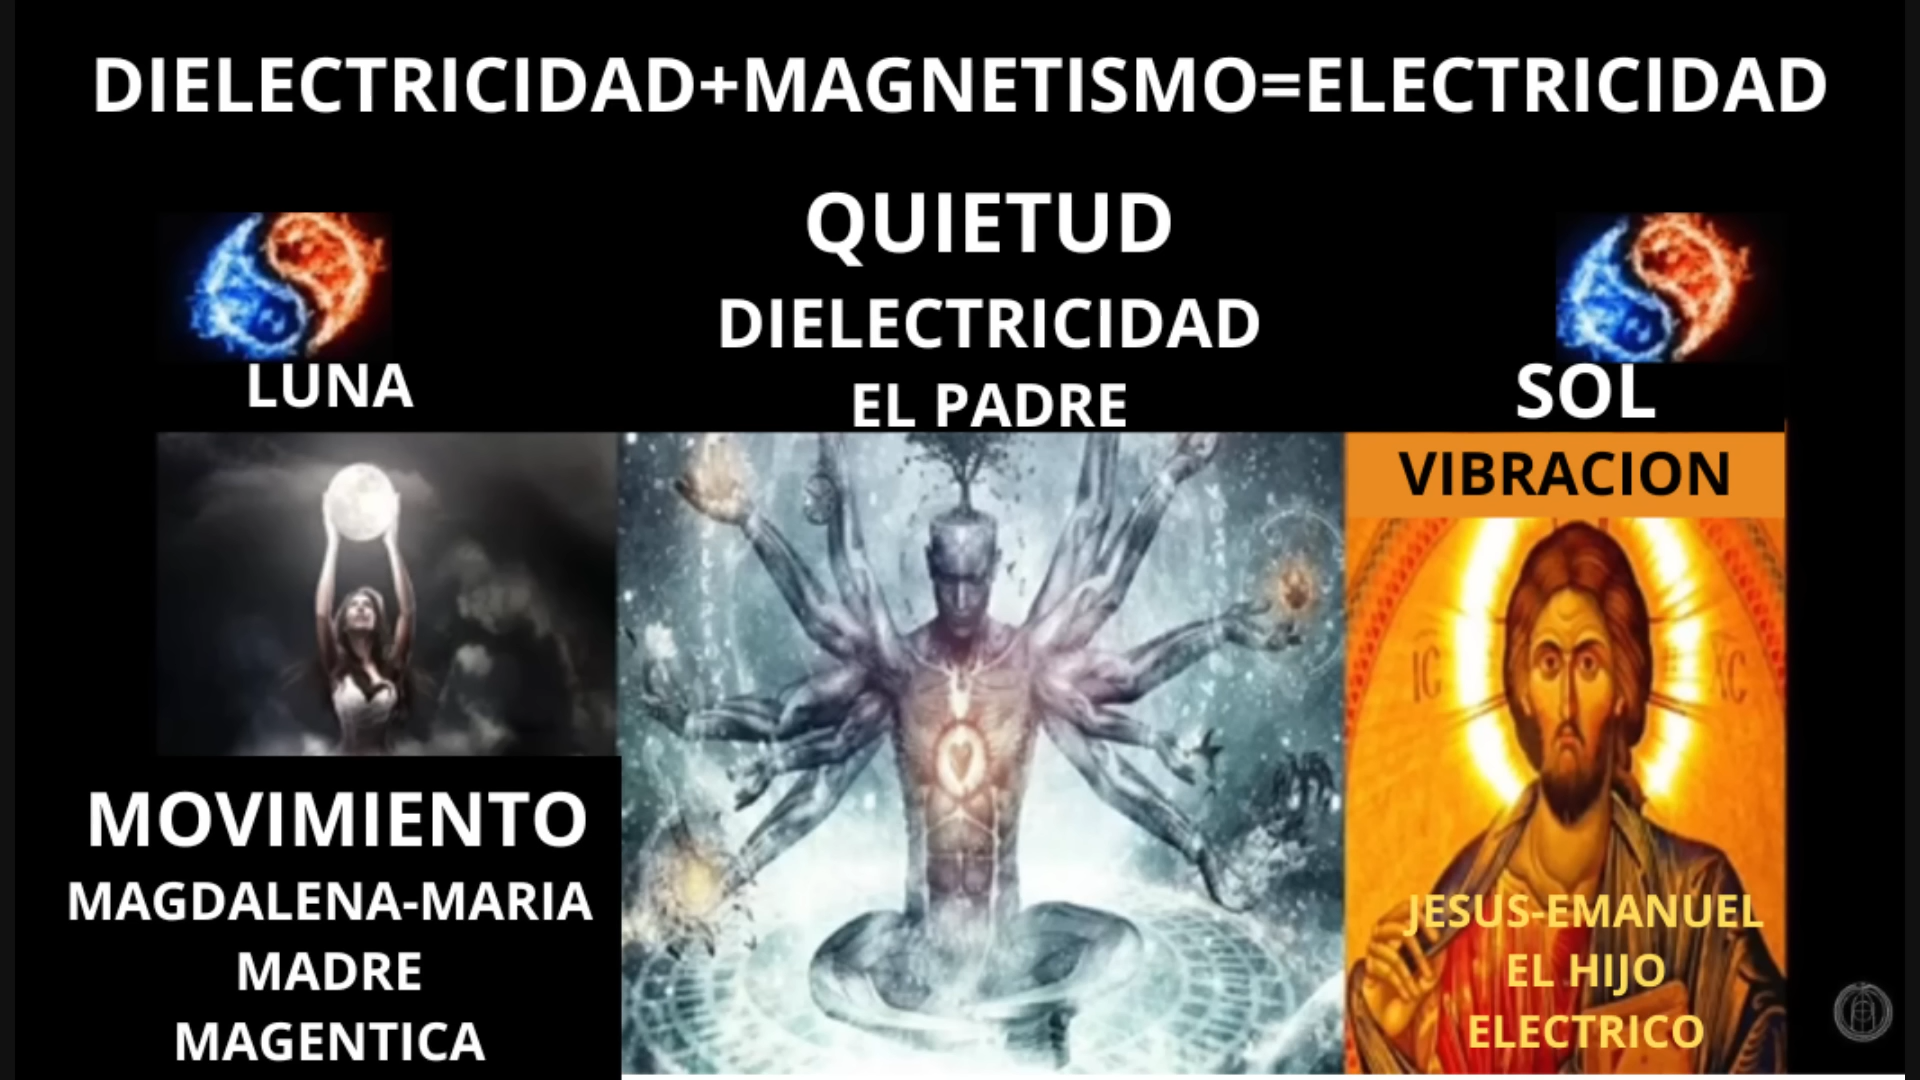 DIELECTRICIDAD+MAGNETISMO=ELECTRICIDAD
QUIETUD
DIELECTRICIDAD
EL PADRE
LUNA
SOL
VIBRACION
IC
XC
MOVIMIENTO
MAGDALENA-MARIA
MADRE
MAGENTICA
JESUS-EMANUEL
EL HIJO
ELECTRICO